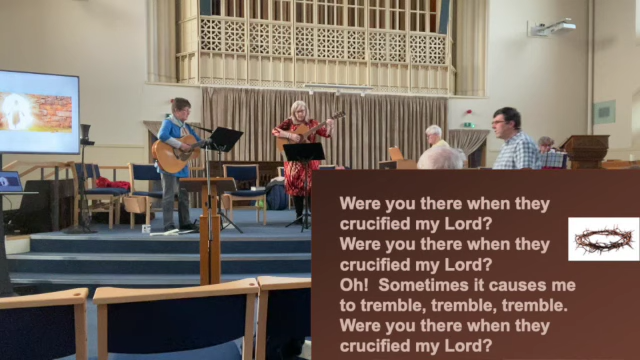 Were you there when they
crucified my Lord?
Were you there when they
crucified my Lord?
Oh!  Sometimes it causes me
to tremble, tremble, tremble.
Were you there when they
crucified my Lord?